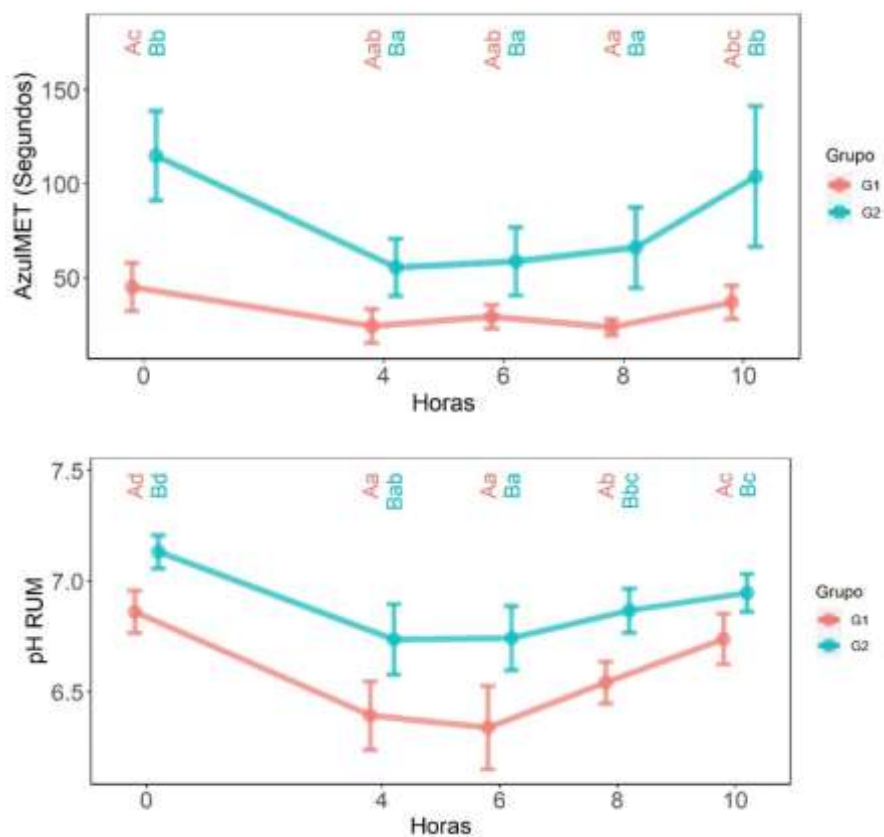 Ac Bb Aab Ba Aab Ba Aa Ba Abc Bb
150
100
50
AzulMET (Segundos)
0 4 6 8 10
Horas
Grupo
G1
G2
Ad Bd Aa Bab Aa Ba Ab Bbc Ac Bc
7.5
7.0
6.5
pH RUM
0 4 6 8 10
Horas
Grupo
G1
G2